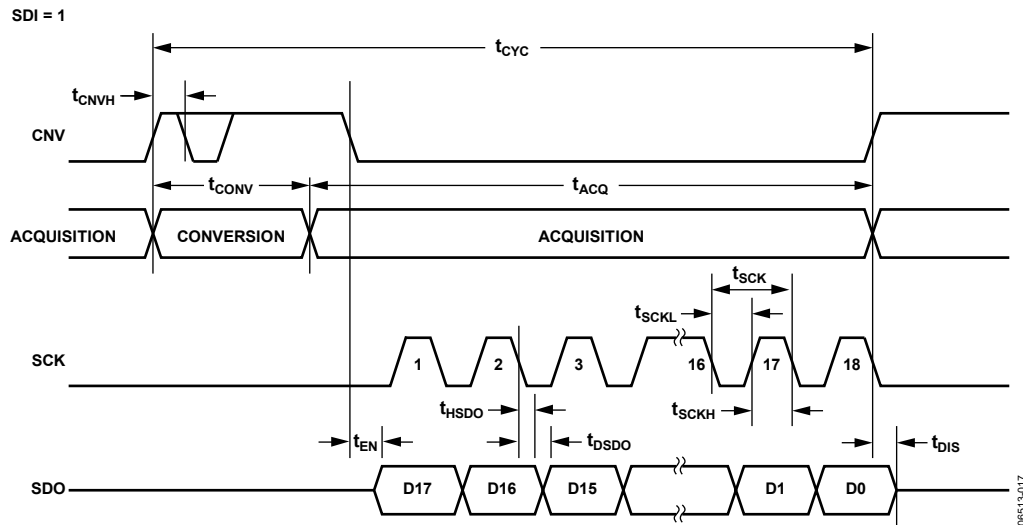 SDI = 1
tCYC
tCNVH
CNV
tCONV
tACQ
ACQUISITION
CONVERSION
ACQUISITION
tSCK
tSCKL
SCK
1
2
3
16
17
18
tHSDO
tSCKH
tEN
tDSDO
tDIS
SDO
D17
D16
D15
D1
D0
06513-017